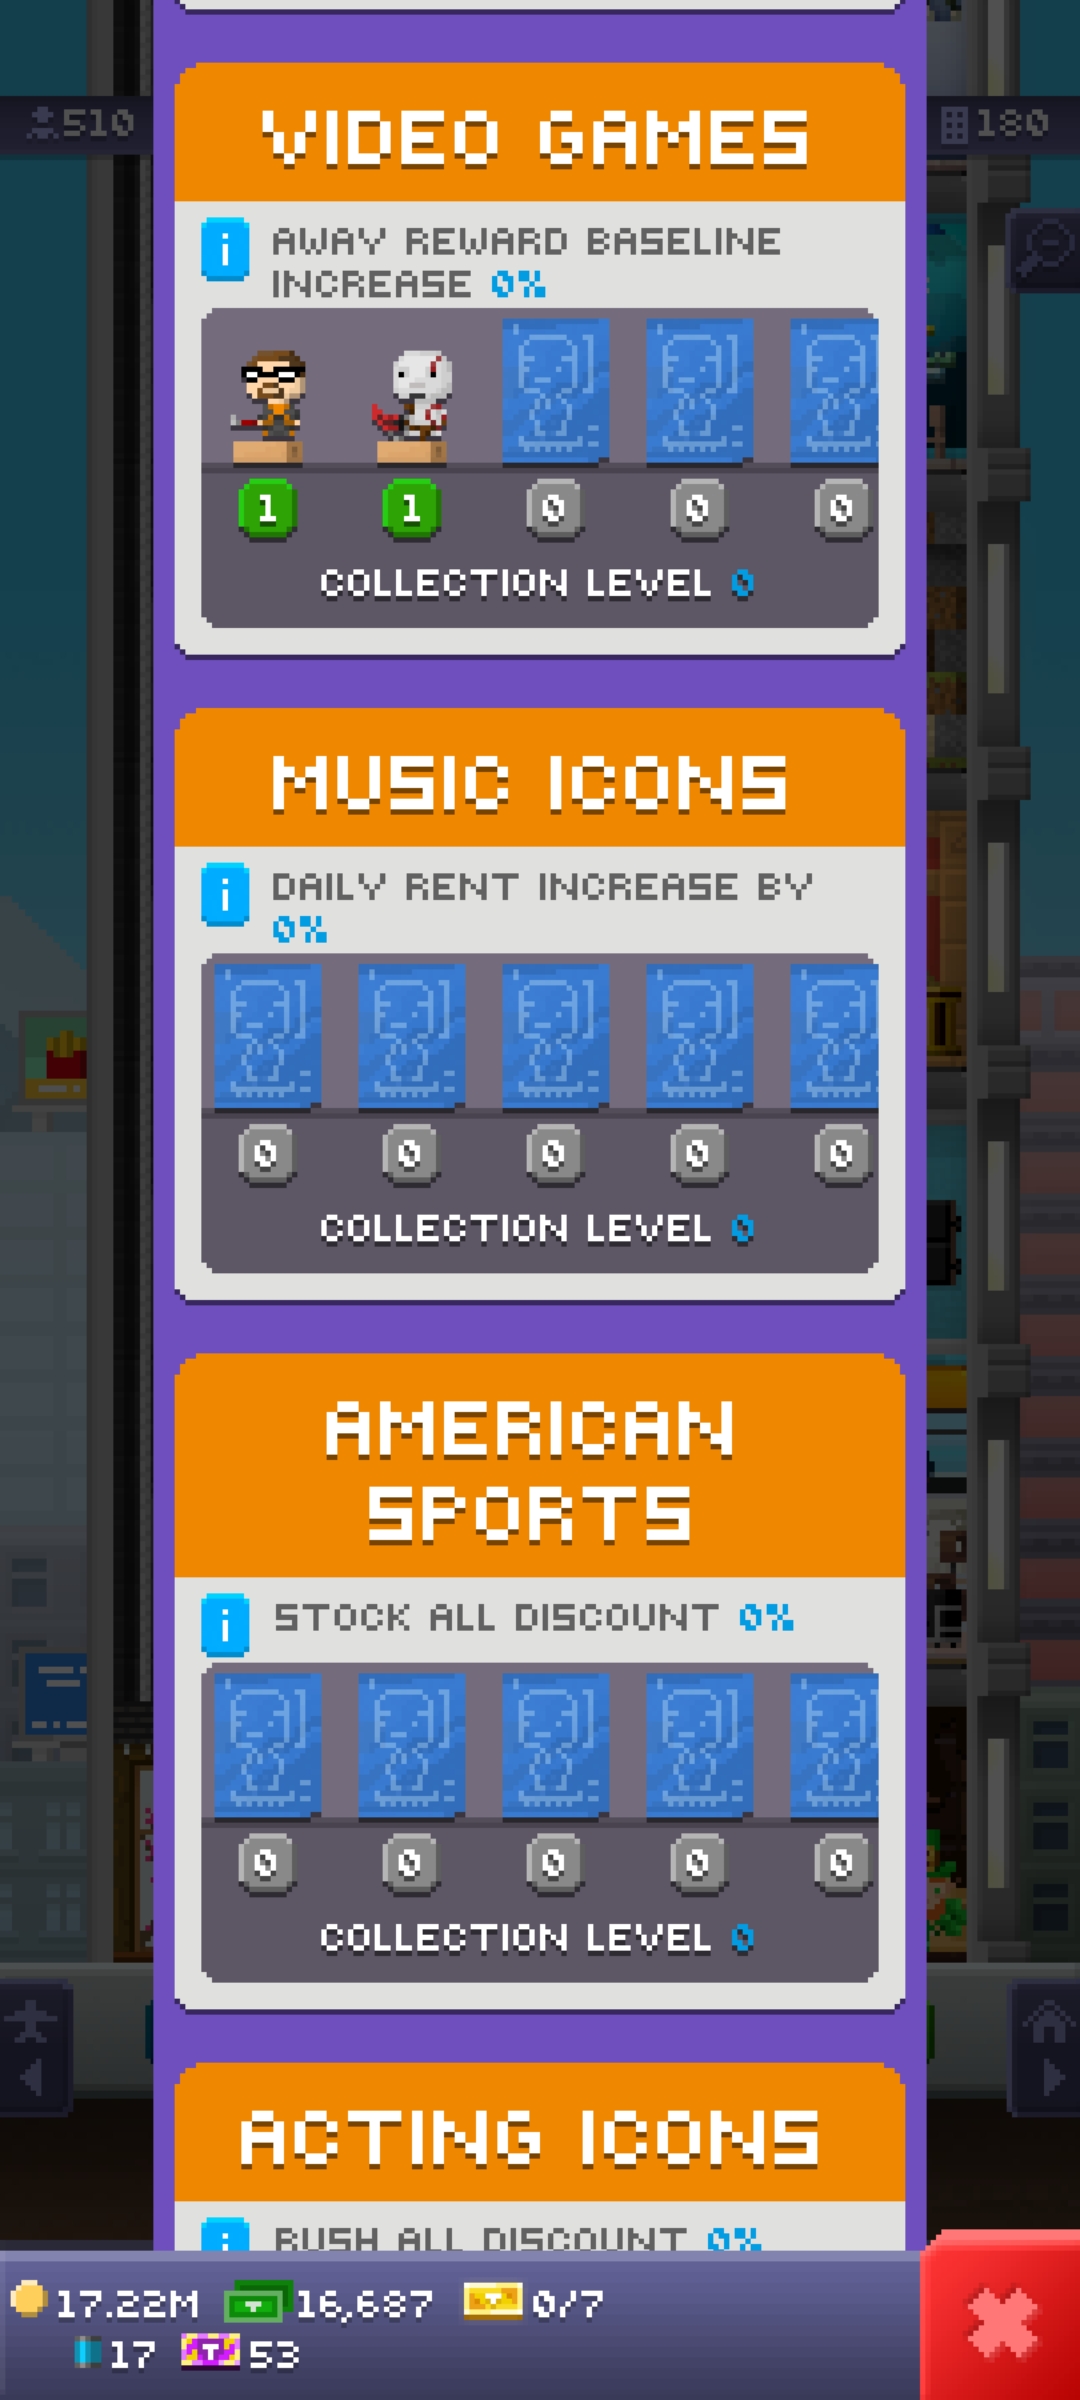 510
180
VIDEO GAMES
i
AWAY REWARD BASELINE
INCREASE 0%
1 1 0 0 0
COLLECTION LEVEL 0
MUSIC ICONS
i
DAILY RENT INCREASE BY
0%
0 0 0 0 0
COLLECTION LEVEL 0
AMERICAN
SPORTS
i
STOCK ALL DISCOUNT 0%
0 0 0 0 0
COLLECTION LEVEL 0
ACTING ICONS
i
RUSH ALL DISCOUNT 0%
17.22M 16,687 0/7
17 T 53